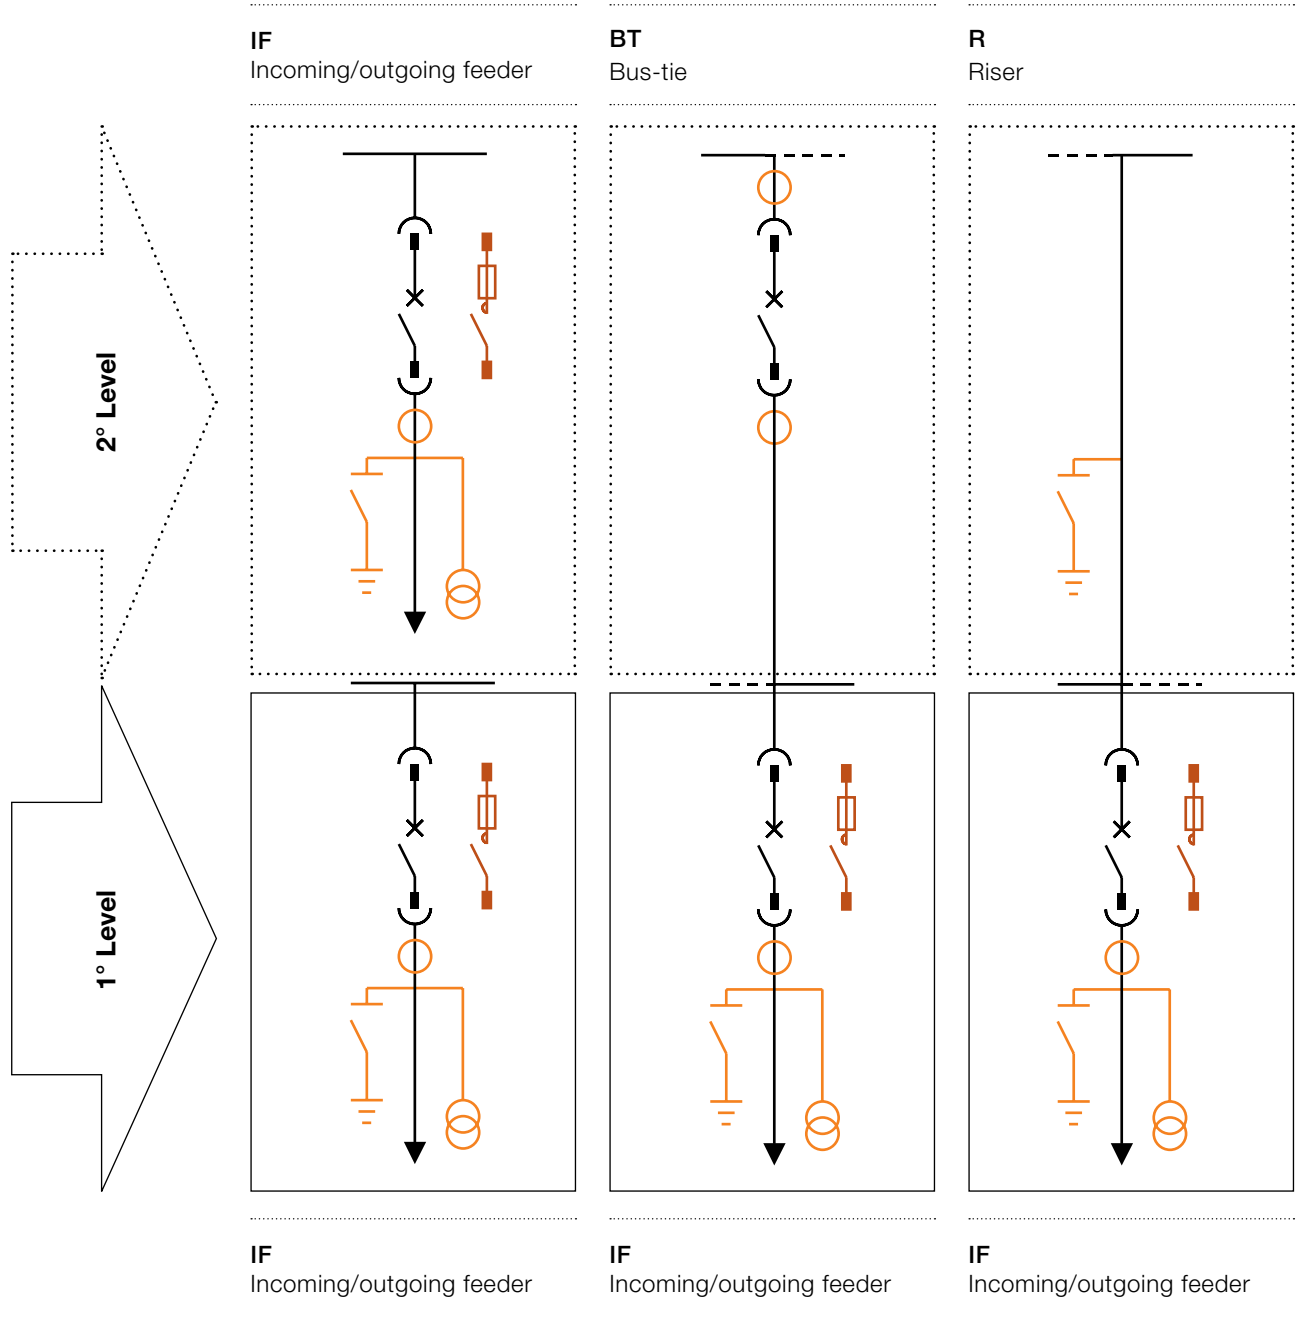 IF
Incoming/outgoing feeder
BT
Bus-tie
R
Riser
2° Level
1° Level
IF
Incoming/outgoing feeder
IF
Incoming/outgoing feeder
IF
Incoming/outgoing feeder